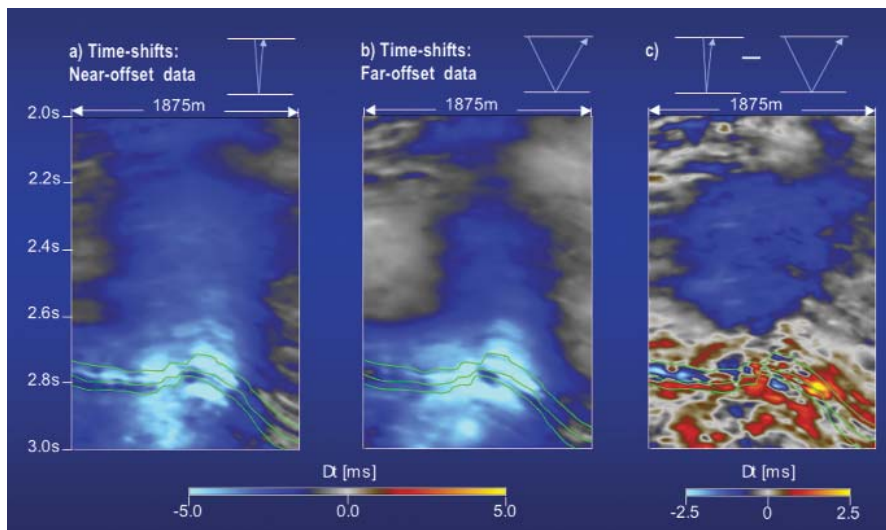 a) Time-shifts:
Near-offset data
b) Time-shifts:
Far-offset data
c)
1875m
1875m
1875m
2.0s
2.2s
2.4s
2.6s
2.8s
3.0s
Dt [ms]
-5.0
0.0
5.0
Dt [ms]
-2.5
0
2.5